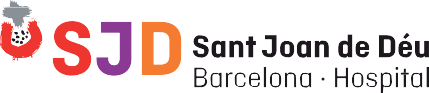 SJD
Sant Joan de Déu
Barcelona · Hospital